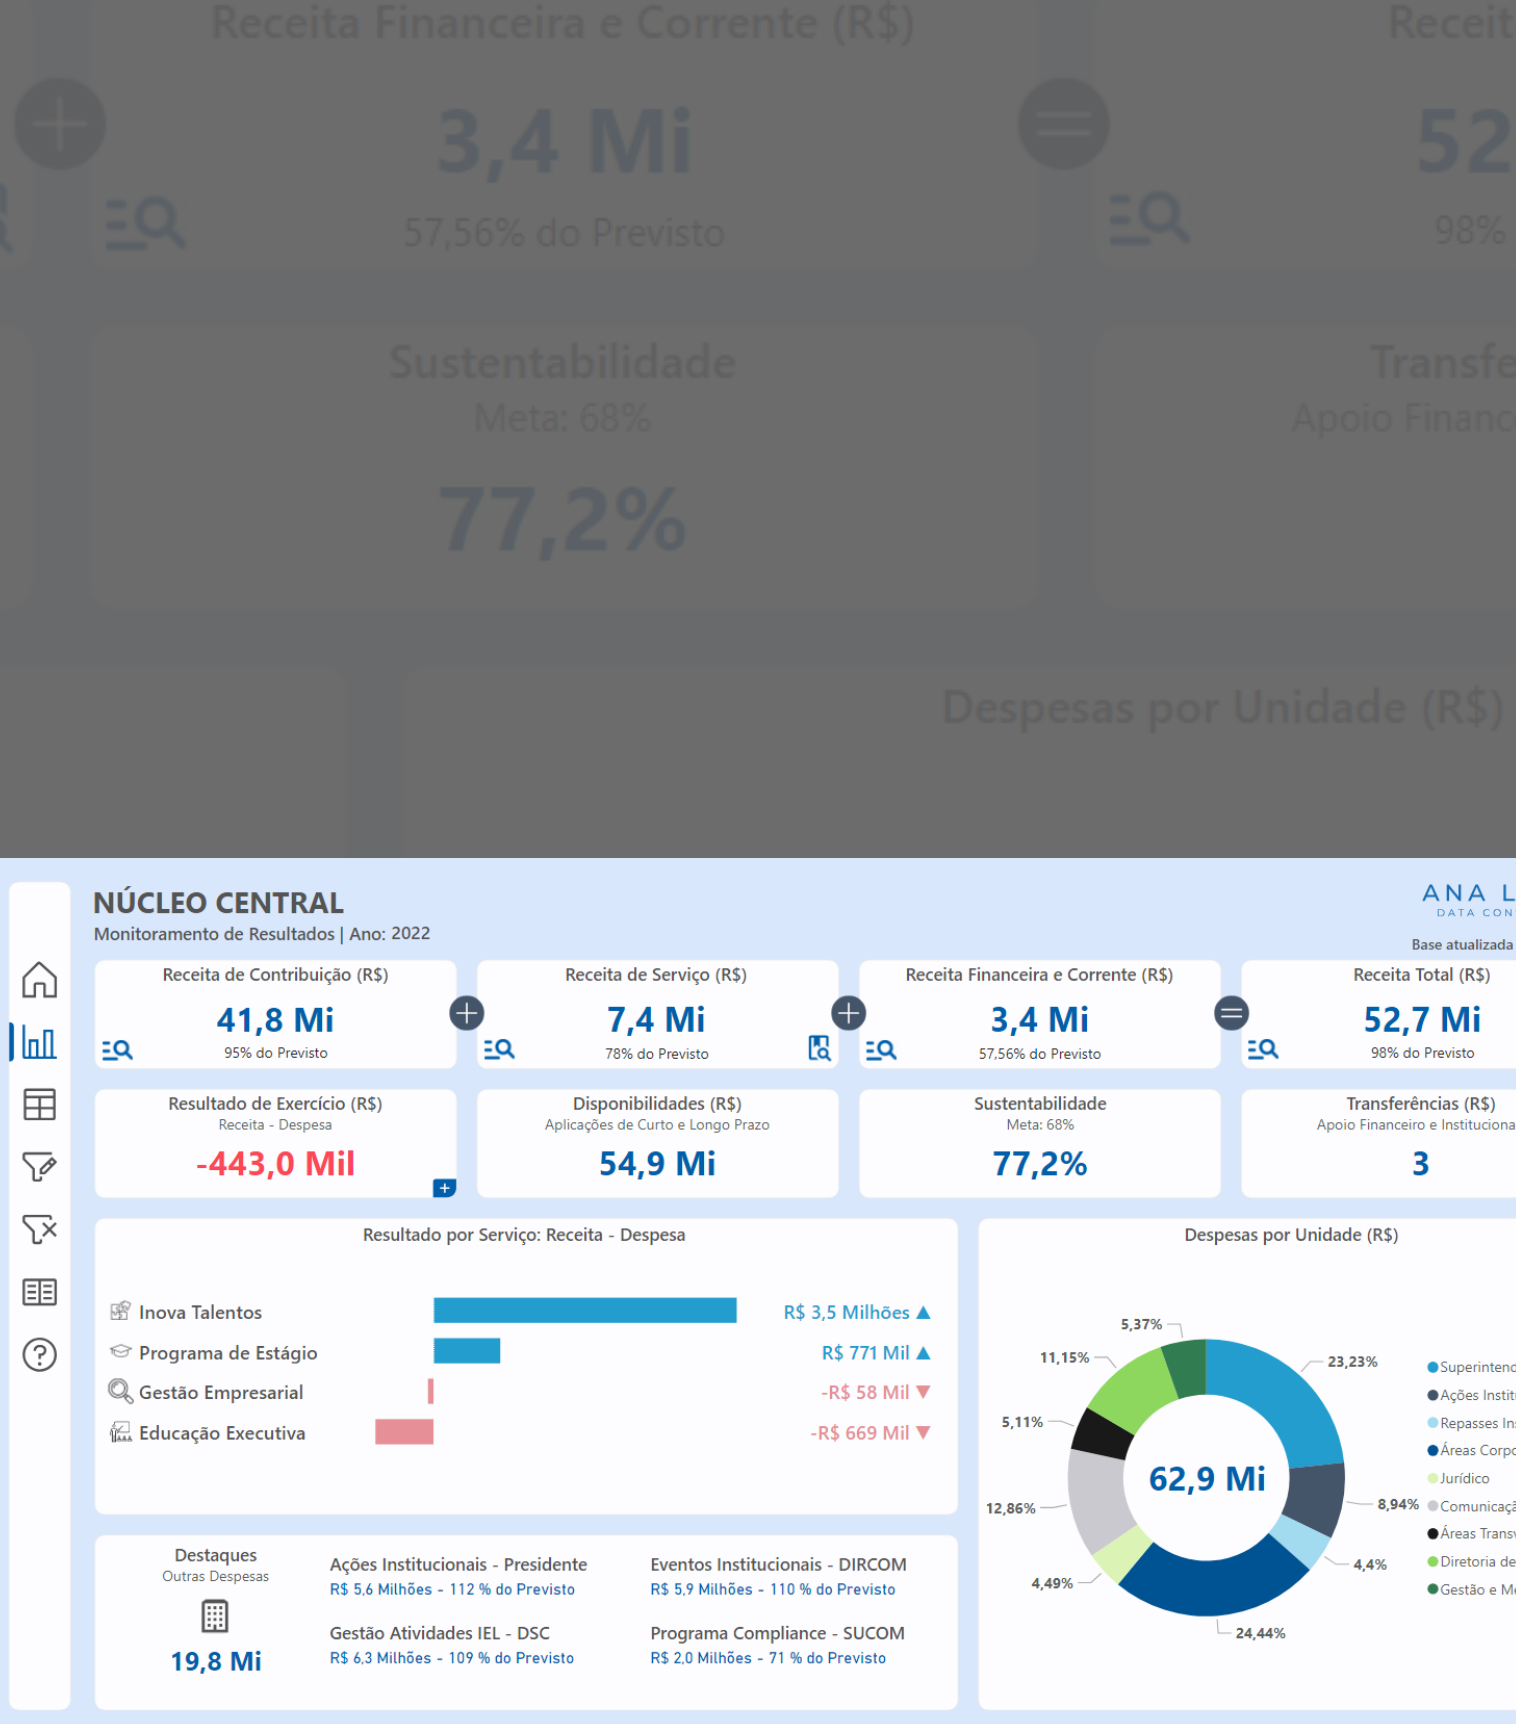 Receita Financeira e Corrente (R$)
3,4 Mi
57,56% do Previsto
52
98%
Sustentabilidade
Meta: 68%
77,2%
Despesas por Unidade (R$)
NÚCLEO CENTRAL
Monitoramento de Resultados | Ano: 2022
ANA
Base atualizada
Receita de Contribuição (R$)
41,8 Mi
95% do Previsto
Receita de Serviço (R$)
7,4 Mi
78% do Previsto
Receita Financeira e Corrente (R$)
3,4 Mi
57,56% do Previsto
Receita Total (R$)
52,7 Mi
98% do Previsto
Resultado de Exercício (R$)
Receita - Despesa
-443,0 Mil
Disponibilidades (R$)
Aplicações de Curto e Longo Prazo
54,9 Mi
Sustentabilidade
Meta: 68%
77,2%
Transferências (R$)
Apoio Financeiro e
3
Resultado por Serviço: Receita - Despesa
Inova Talentos
R$ 3,5 Milhões ▲
Programa de Estágio
R$ 771 Mil ▲
Gestão Empresarial
-R$ 58 Mil ▼
Educação Executiva
-R$ 669 Mil ▼
Destaques
Outras Despesas
19,8 Mi
Ações Institucionais - Presidente
R$ 5,6 Milhões - 112 % do Previsto
Eventos Institucionais - DIRCOM
R$ 5,9 Milhões - 110 % do Previsto
Gestão Atividades IEL - DSC
R$ 6,3 Milhões - 109 % do Previsto
Programa Compliance - SUCOM
R$ 2,0 Milhões - 71 % do Previsto
Despesas por Unidade (R$)
5,37%
11,15%
23,23%
5,11%
62,9 Mi
12,86%
8,94%
4,49%
4,4%
24,44%
Ações
Repasses
Áreas
Jurídico
Áreas
Diretoria de
Gestão e